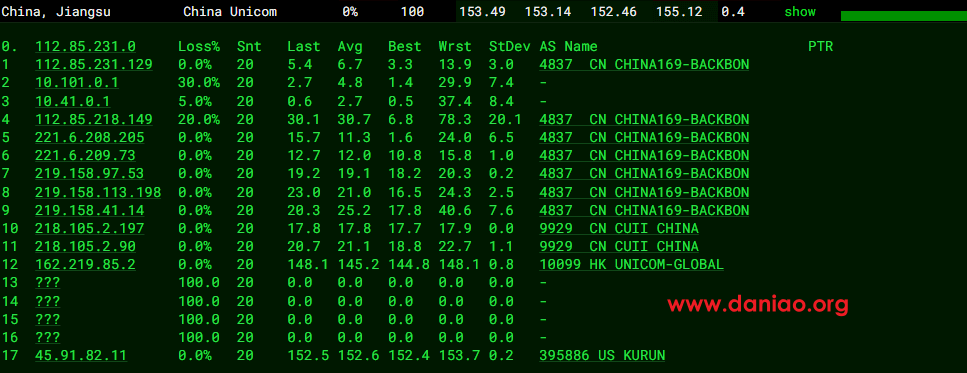 China, Jiangsu China Unicom 0% 100 153.49 153.14 152.46 155.12 0.4 show
0. 112.85.231.0 Loss% Snt Last Avg Best Wrst StDev AS Name PTR
1 112.85.231.129 0.0% 20 5.4 6.7 3.3 13.9 3.0 4837 CN CHINA169-BACKBON
2 10.101.0.1 30.0% 20 2.7 4.8 1.4 29.9 7.4 -
3 10.41.0.1 5.0% 20 0.6 2.7 0.5 37.4 8.4 -
4 112.85.218.149 20.0% 20 30.1 30.7 6.8 78.3 20.1 4837 CN CHINA169-BACKBON
5 221.6.208.205 0.0% 20 15.7 11.3 1.6 24.0 6.5 4837 CN CHINA169-BACKBON
6 221.6.209.73 0.0% 20 12.7 12.0 10.8 15.8 1.0 4837 CN CHINA169-BACKBON
7 219.158.97.53 0.0% 20 19.2 19.1 18.2 20.3 0.2 4837 CN CHINA169-BACKBON
8 219.158.113.198 0.0% 20 23.0 21.0 16.5 24.3 2.5 4837 CN CHINA169-BACKBON
9 219.158.41.14 0.0% 20 20.3 25.2 17.8 40.6 7.6 4837 CN CHINA169-BACKBON
10 218.105.2.197 0.0% 20 17.8 17.8 17.7 17.9 0.0 9929 CN CUII CHINA
11 218.105.2.90 0.0% 20 20.7 21.1 18.8 22.7 1.1 9929 CN CUII CHINA
12 162.219.85.2 0.0% 20 148.1 145.2 144.8 148.1 0.8 10099 HK UNICOM-GLOBAL
13 ??? 100.0 20 0.0 0.0 0.0 0.0 0.0 -
14 ??? 100.0 20 0.0 0.0 0.0 0.0 0.0 -
15 ??? 100.0 20 0.0 0.0 0.0 0.0 0.0 -
16 ??? 100.0 20 0.0 0.0 0.0 0.0 0.0 -
17 45.91.82.11 0.0% 20 152.5 152.6 152.4 153.7 0.2 395886 US KURUN
www.daniao.org